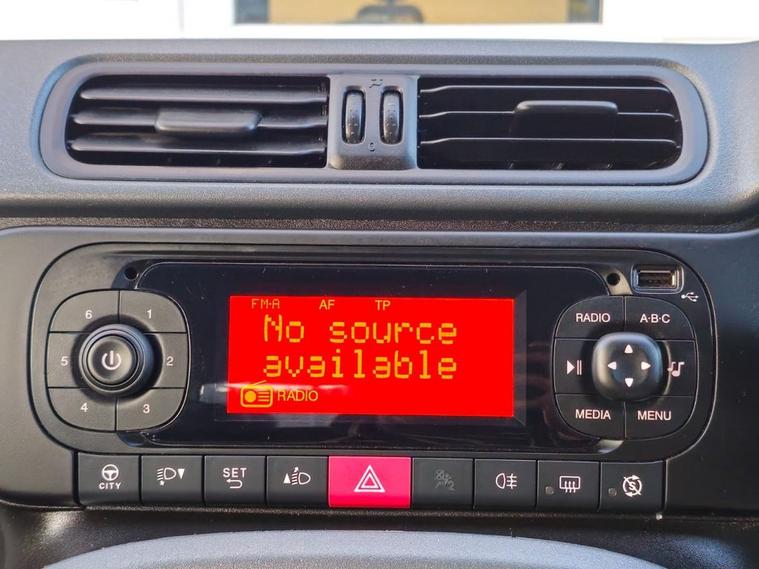 FM-A AF TP
No source
available
RADIO
6 1
5 2
4 3
RADIO A·B·C
MEDIA MENU
CITY
SET